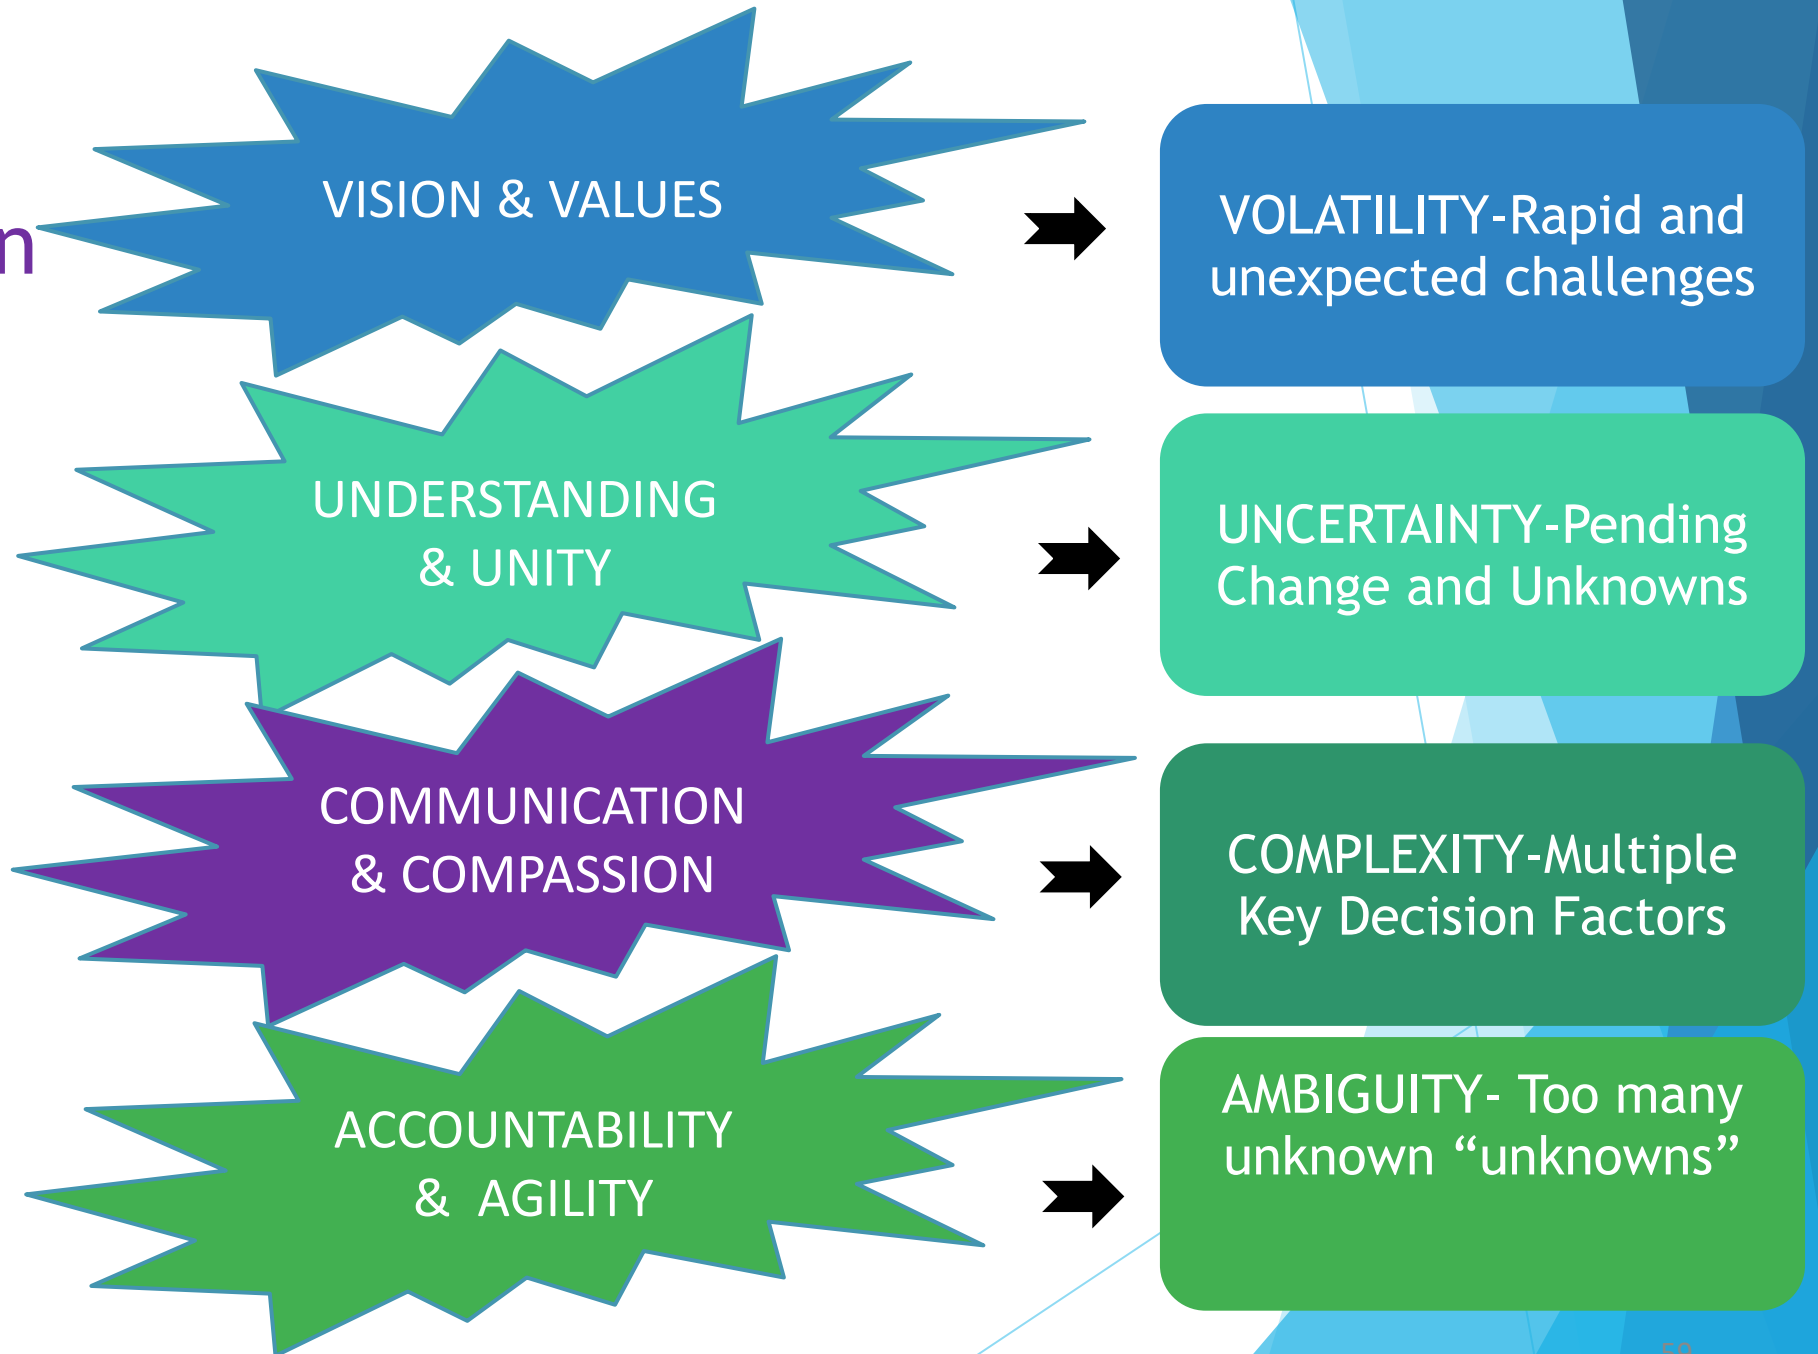 VISION & VALUES
VOLATILITY-Rapid and
unexpected challenges
n
UNDERSTANDING
& UNITY
UNCERTAINTY-Pending
Change and Unknowns
COMMUNICATION
& COMPASSION
COMPLEXITY-Multiple
Key Decision Factors
ACCOUNTABILITY
& AGILITY
AMBIGUITY- Too many
unknown “unknowns”